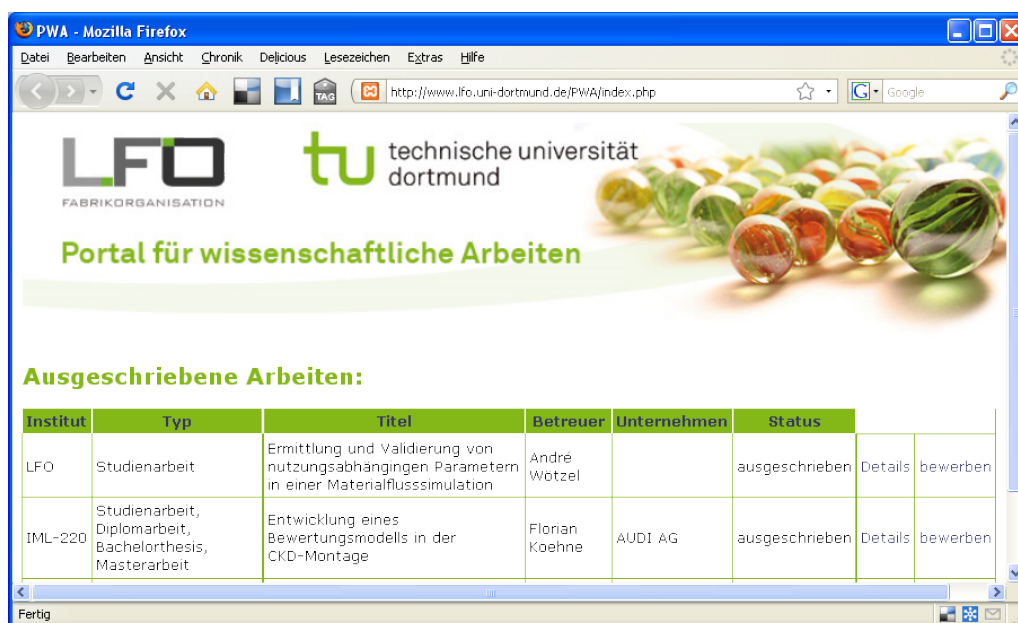 PWA - Mozilla Firefox
Datei Bearbeiten Ansicht Chronik Delicious Lesezeichen Extras Hilfe
TAG http://www.lfo.uni-dortmund.de/PWA/index.php G Google
LFO
FABRIKORGANISATION
tu technische universität
dortmund
Portal für wissenschaftliche Arbeiten
Ausgeschriebene Arbeiten:
Institut Typ Titel Betreuer Unternehmen Status
LFO Studienarbeit Ermittlung und Validierung von
nutzungsabhängingen Parametern
in einer Materialflusssimulation André
Wötzel ausgeschrieben Details bewerben
IML-220 Studienarbeit,
Diplomarbeit,
Bachelorthesis,
Masterarbeit Entwicklung eines
Bewertungsmodells in der
CKD-Montage Florian
Koehne AUDI AG ausgeschrieben Details bewerben
Fertig